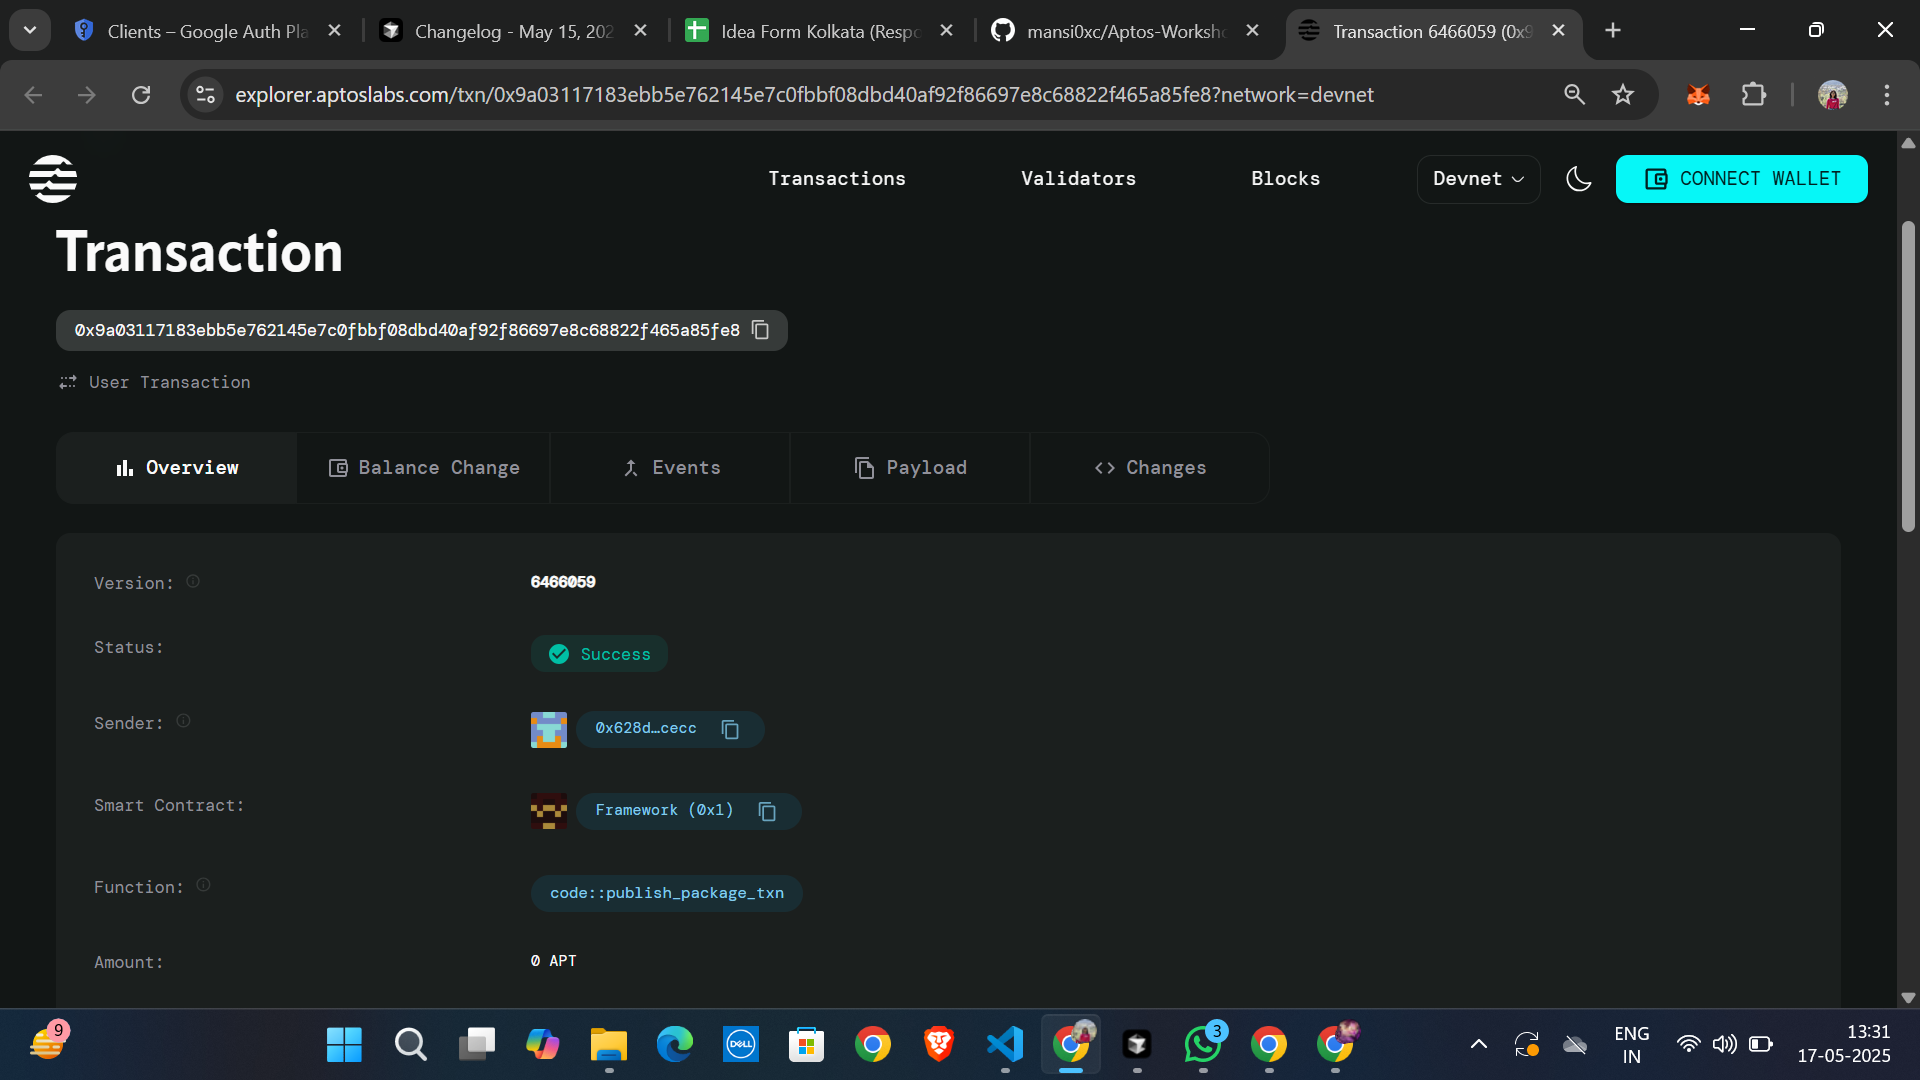 Clients – Google Auth Pla
Changelog - May 15, 202
Idea Form Kolkata (Respo
mansi0xc/Aptos-Worksho
Transaction 6466059 (0x9
explorer.aptoslabs.com/txn/0x9a03117183ebb5e762145e7c0fbbf08dbd40af92f86697e8c68822f465a85fe8?network=devnet
Transactions
Validators
Blocks
Devnet
CONNECT WALLET
Transaction
0x9a03117183ebb5e762145e7c0fbbf08dbd40af92f86697e8c68822f465a85fe8
User Transaction
Overview
Balance Change
Events
Payload
Changes
Version:
6466059
Status:
Success
Sender:
0x628d…cecc
Smart Contract:
Framework (0x1)
Function:
code::publish_package_txn
Amount:
0 APT
9
DELL
3
ENG
IN
13:31
17-05-2025